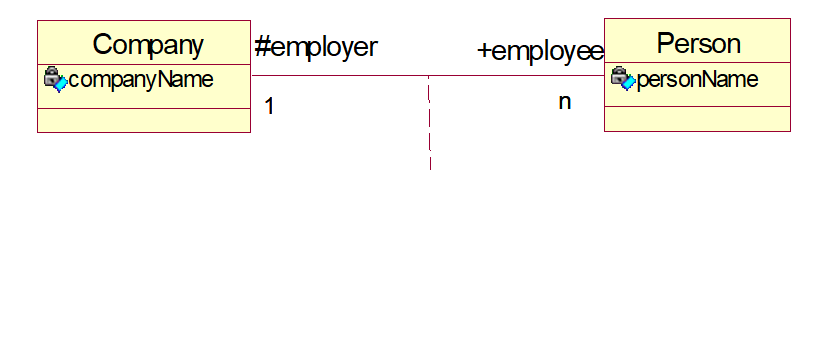 Company
companyName
#employer
1
+employee
n
Person
personName